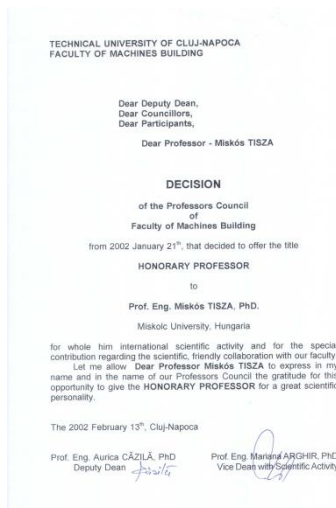 TECHNICAL UNIVERSITY OF CLUJ-NAPOCA
FACULTY OF MACHINES BUILDING
Dear Deputy Dean,
Dear Councillors,
Dear Participants,
Dear Professor - Miskós TISZA
DECISION
of the Professors Council
of
Faculty of Machines Building
from 2002 January 21th, that decided to offer the title
HONORARY PROFESSOR
to
Prof. Eng. Miskós TISZA, PhD.
Miskolc University, Hungaria
for whole him international scientific activity and for the special
contribution regarding the scientific, friendly collaboration with our faculty.
Let me allow Dear Professor Miskós TISZA to express in my
name and in the name of our Professors Council the gratitude for this
opportunity to give the HONORARY PROFESSOR for a great scientific
personality.
The 2002 February 13th, Cluj-Napoca
Prof. Eng. Aurica CĂZILĂ, PhD
Deputy Dean
Prof. Eng. Mariana ARGHIR, PhD
Vice Dean with Scientific Activity